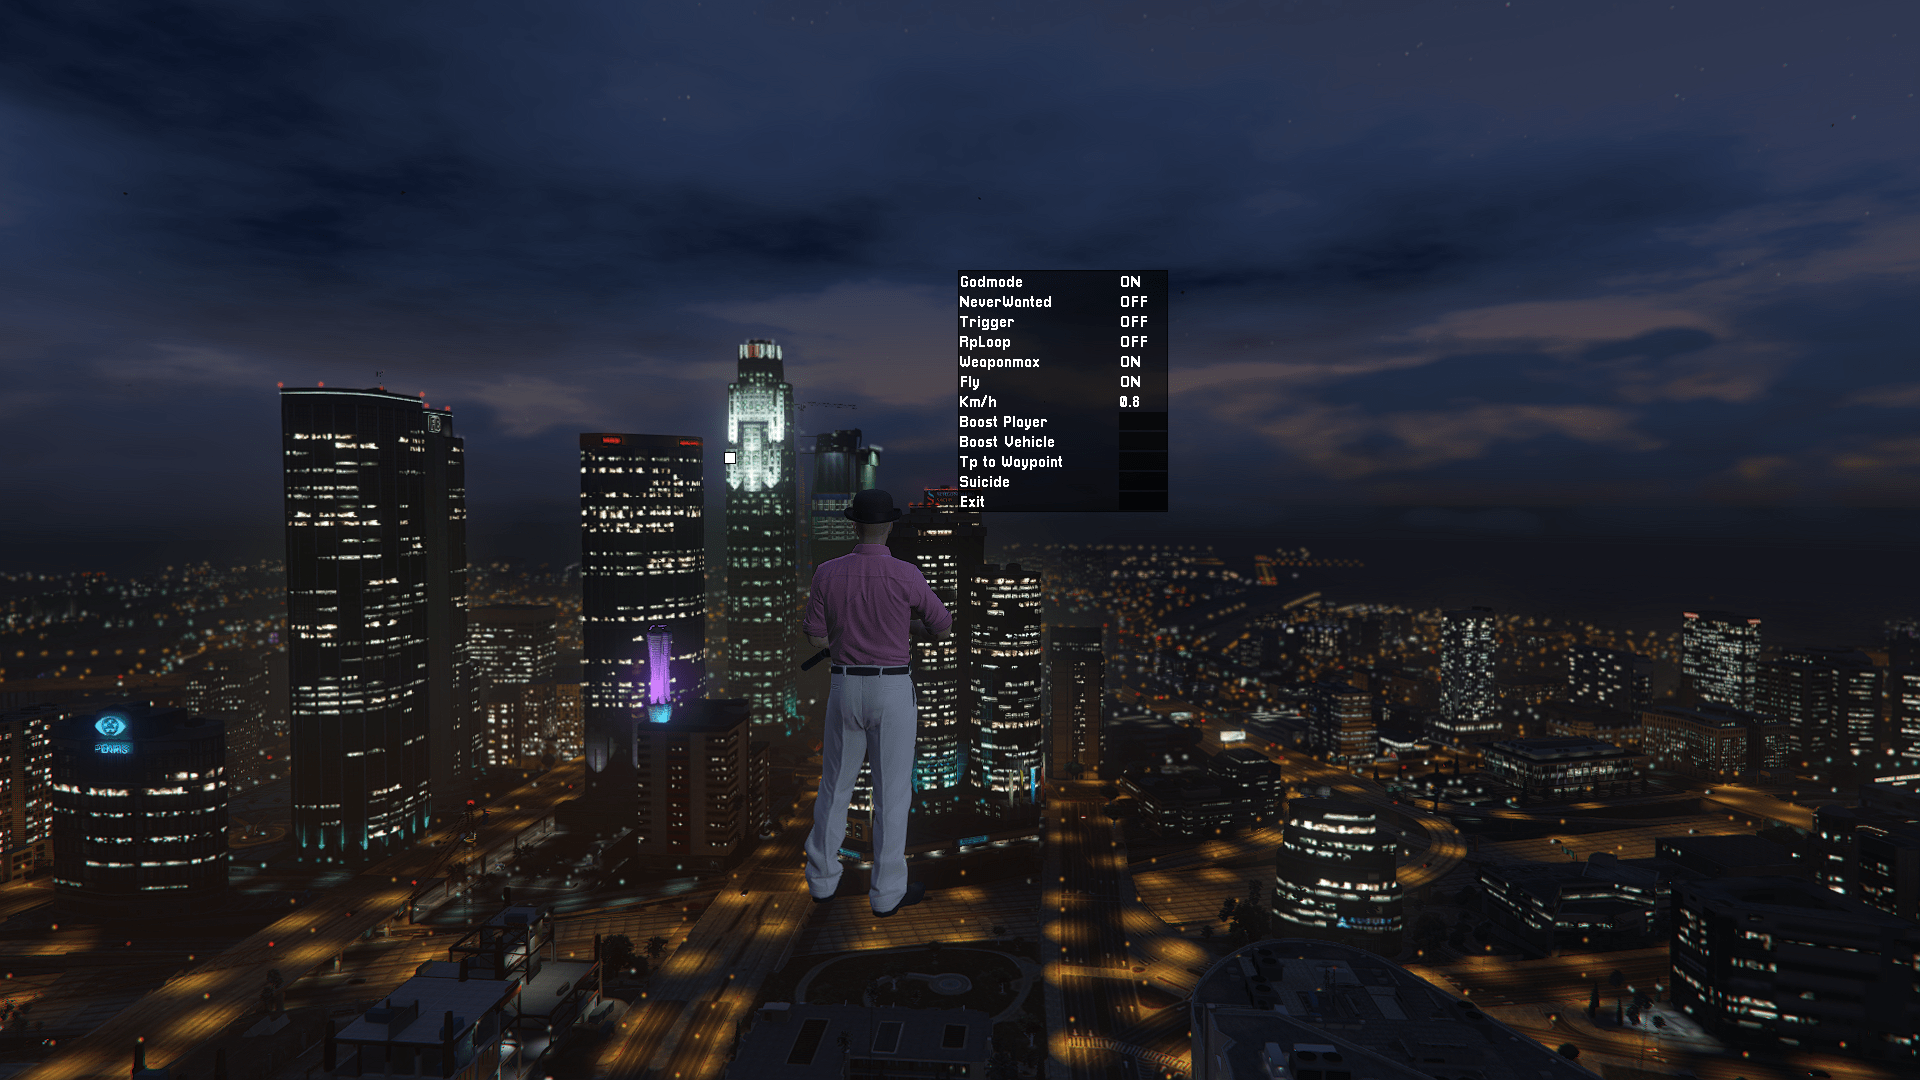 Godmode ON
NeverWanted OFF
Trigger OFF
RpLoop OFF
Weaponmax ON
Fly ON
Km/h 0.8
Boost Player
Boost Vehicle
Tp to Waypoint
Suicide
Exit